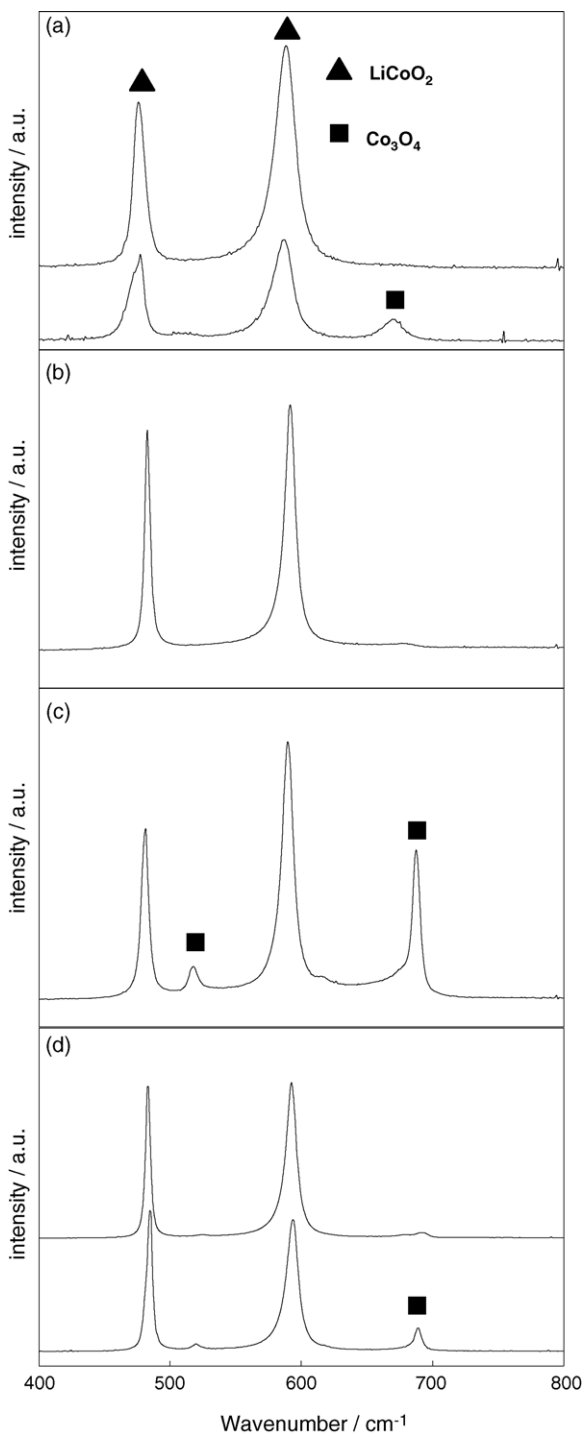 (a)
LiCoO₂
Co₃O₄
intensity / a.u.
(b)
intensity / a.u.
(c)
intensity / a.u.
(d)
intensity / a.u.
400 500 600 700 800
Wavenumber / cm⁻¹